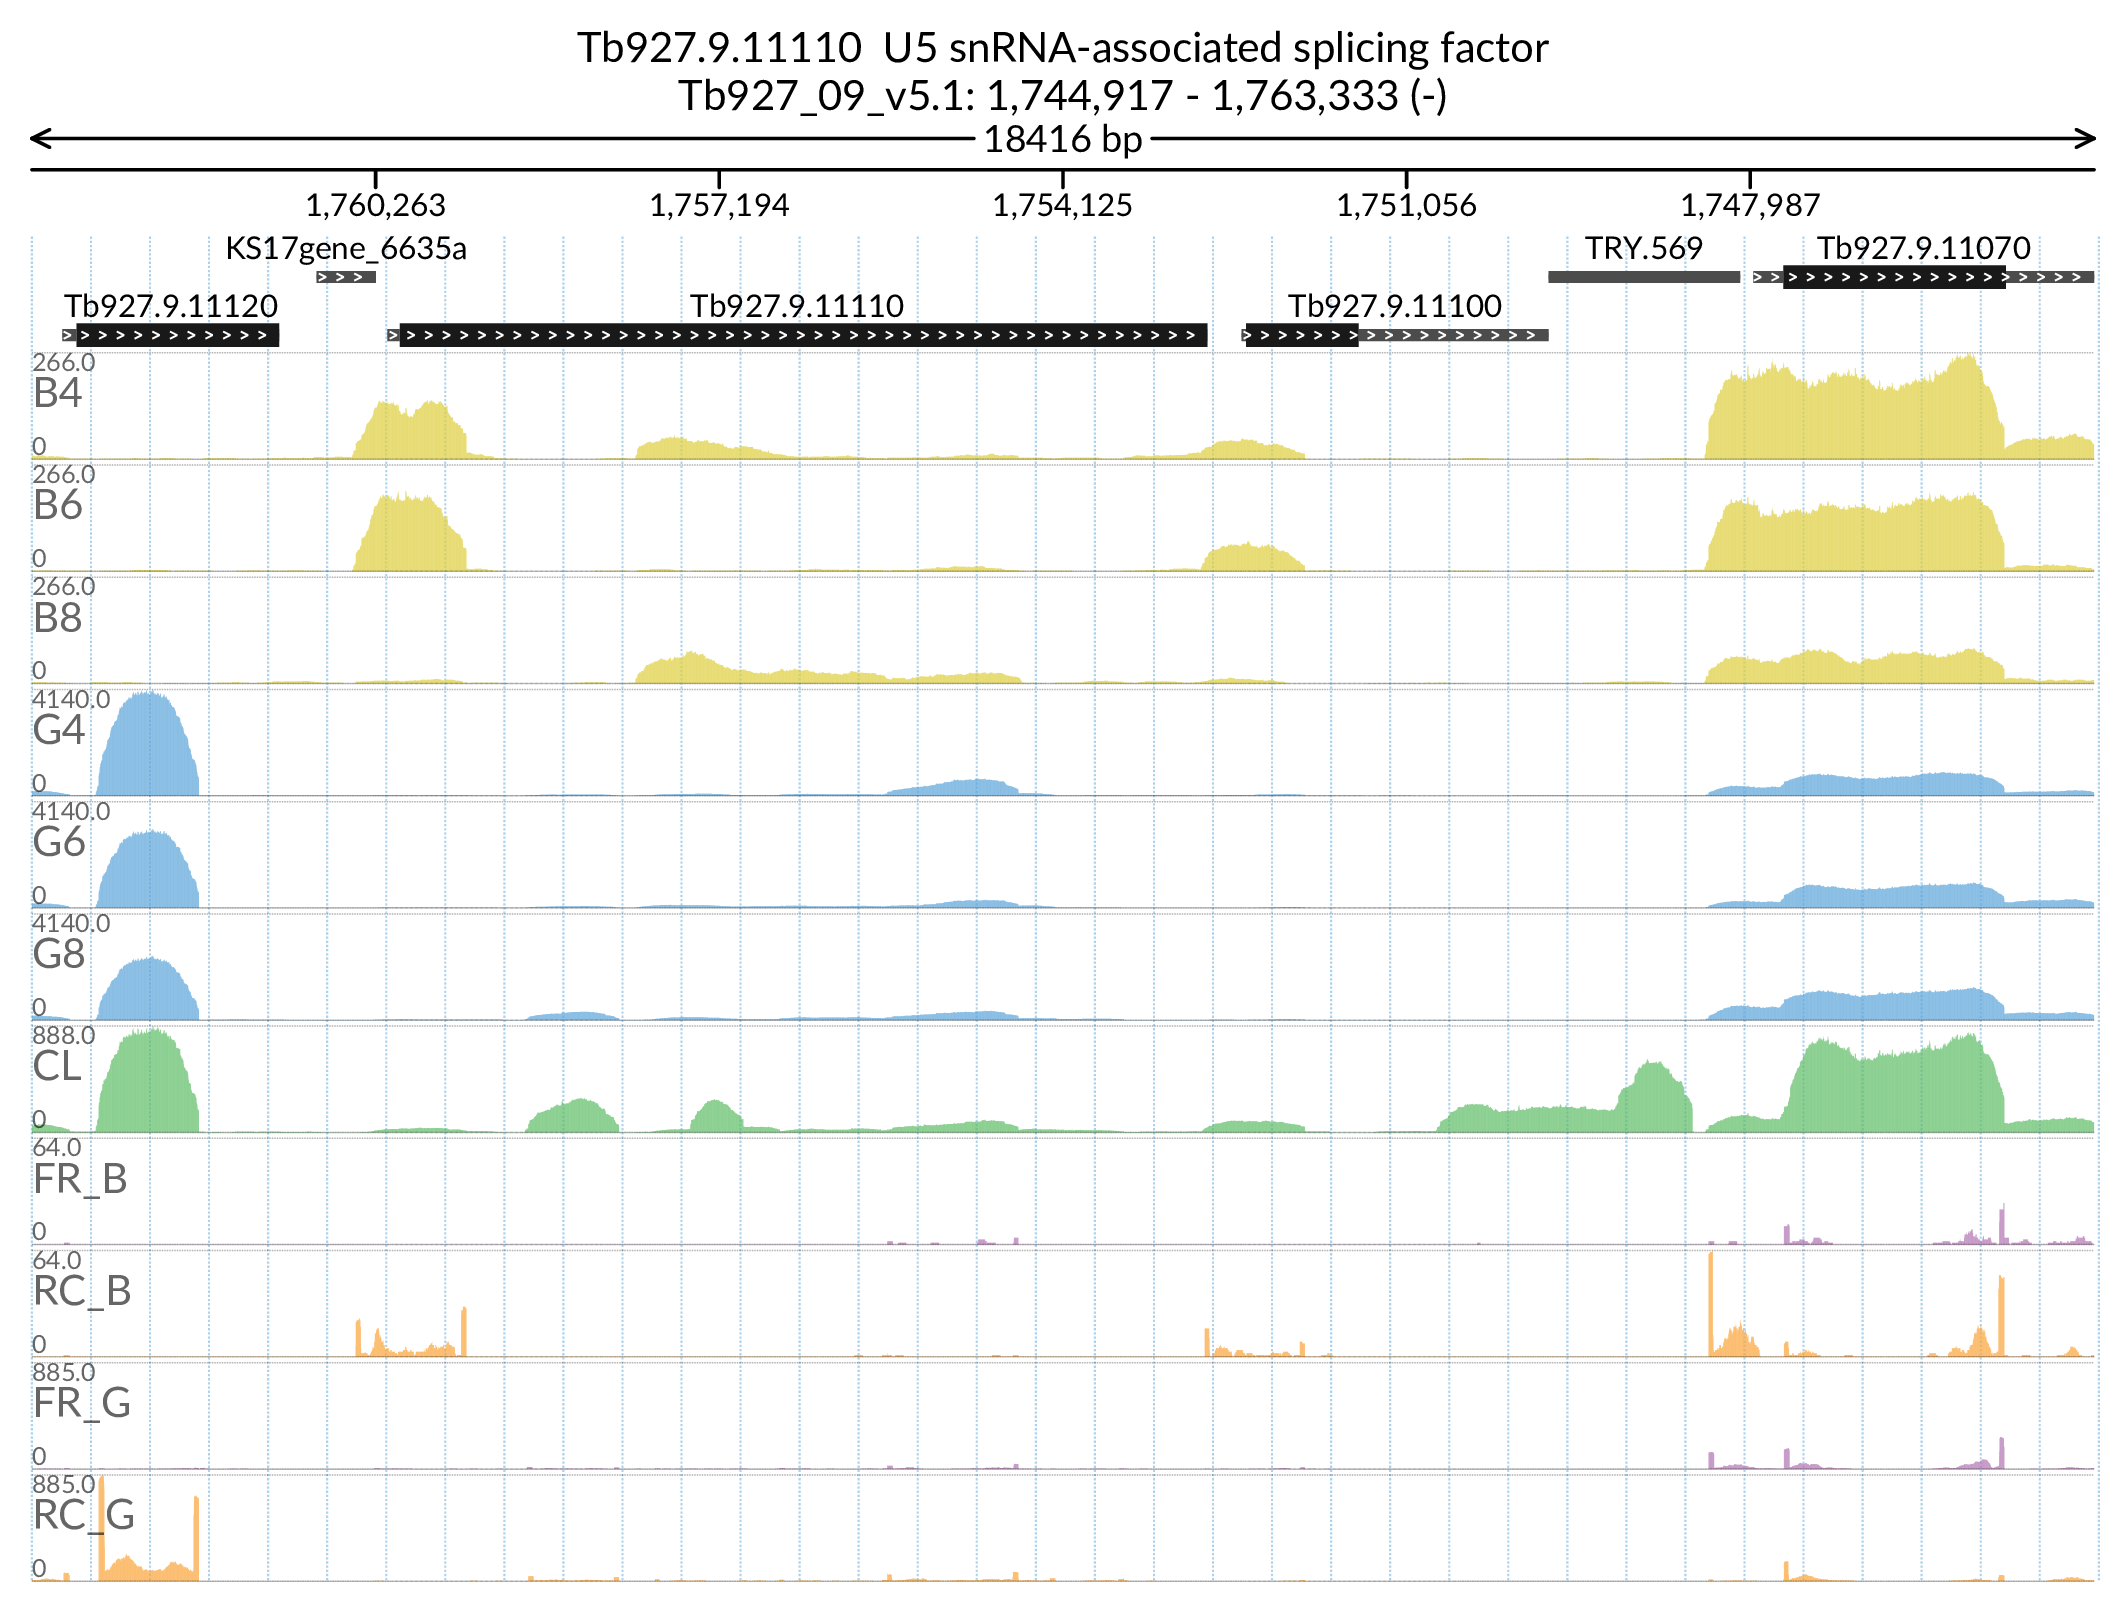 Tb927.9.11110  U5 snRNA-associated splicing factor
Tb927_09_v5.1: 1,744,917 - 1,763,333 (-)
18416 bp
1,760,263 1,757,194 1,754,125 1,751,056 1,747,987
KS17gene_6635a TRY.569 Tb927.9.11070
Tb927.9.11120 Tb927.9.11110 Tb927.9.11100
266.0
B4
0
266.0
B6
0
266.0
B8
0
4140.0
G4
0
4140.0
G6
0
4140.0
G8
0
888.0
CL
0
64.0
FR_B
0
64.0
RC_B
0
885.0
FR_G
0
885.0
RC_G
0